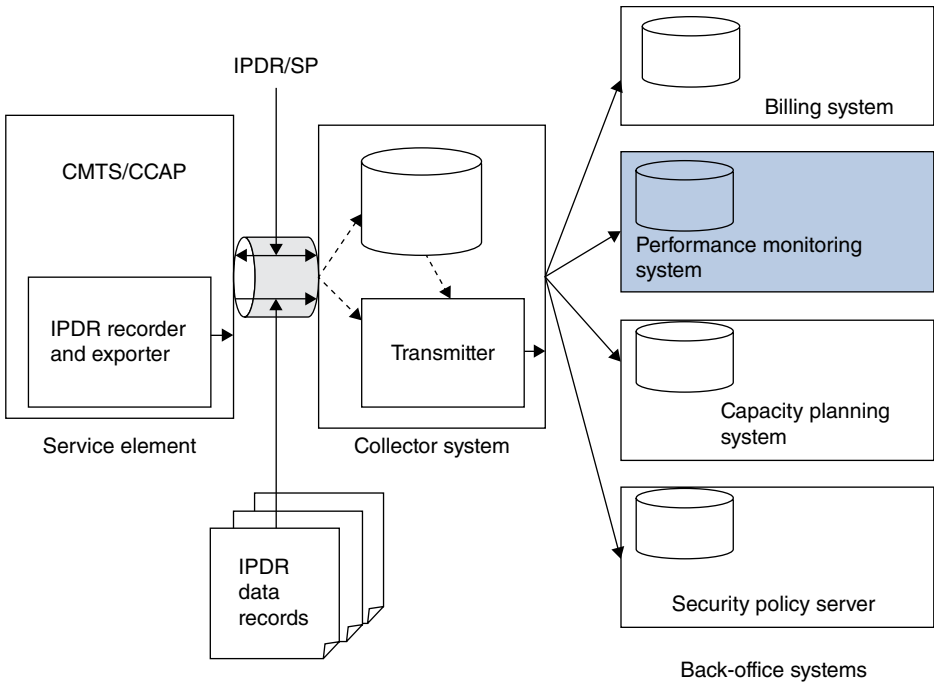 IPDR/SP
CMTS/CCAP
IPDR recorder
and exporter
Service element
Transmitter
Collector system
IPDR
data
records
Billing system
Performance monitoring
system
Capacity planning
system
Security policy server
Back-office systems